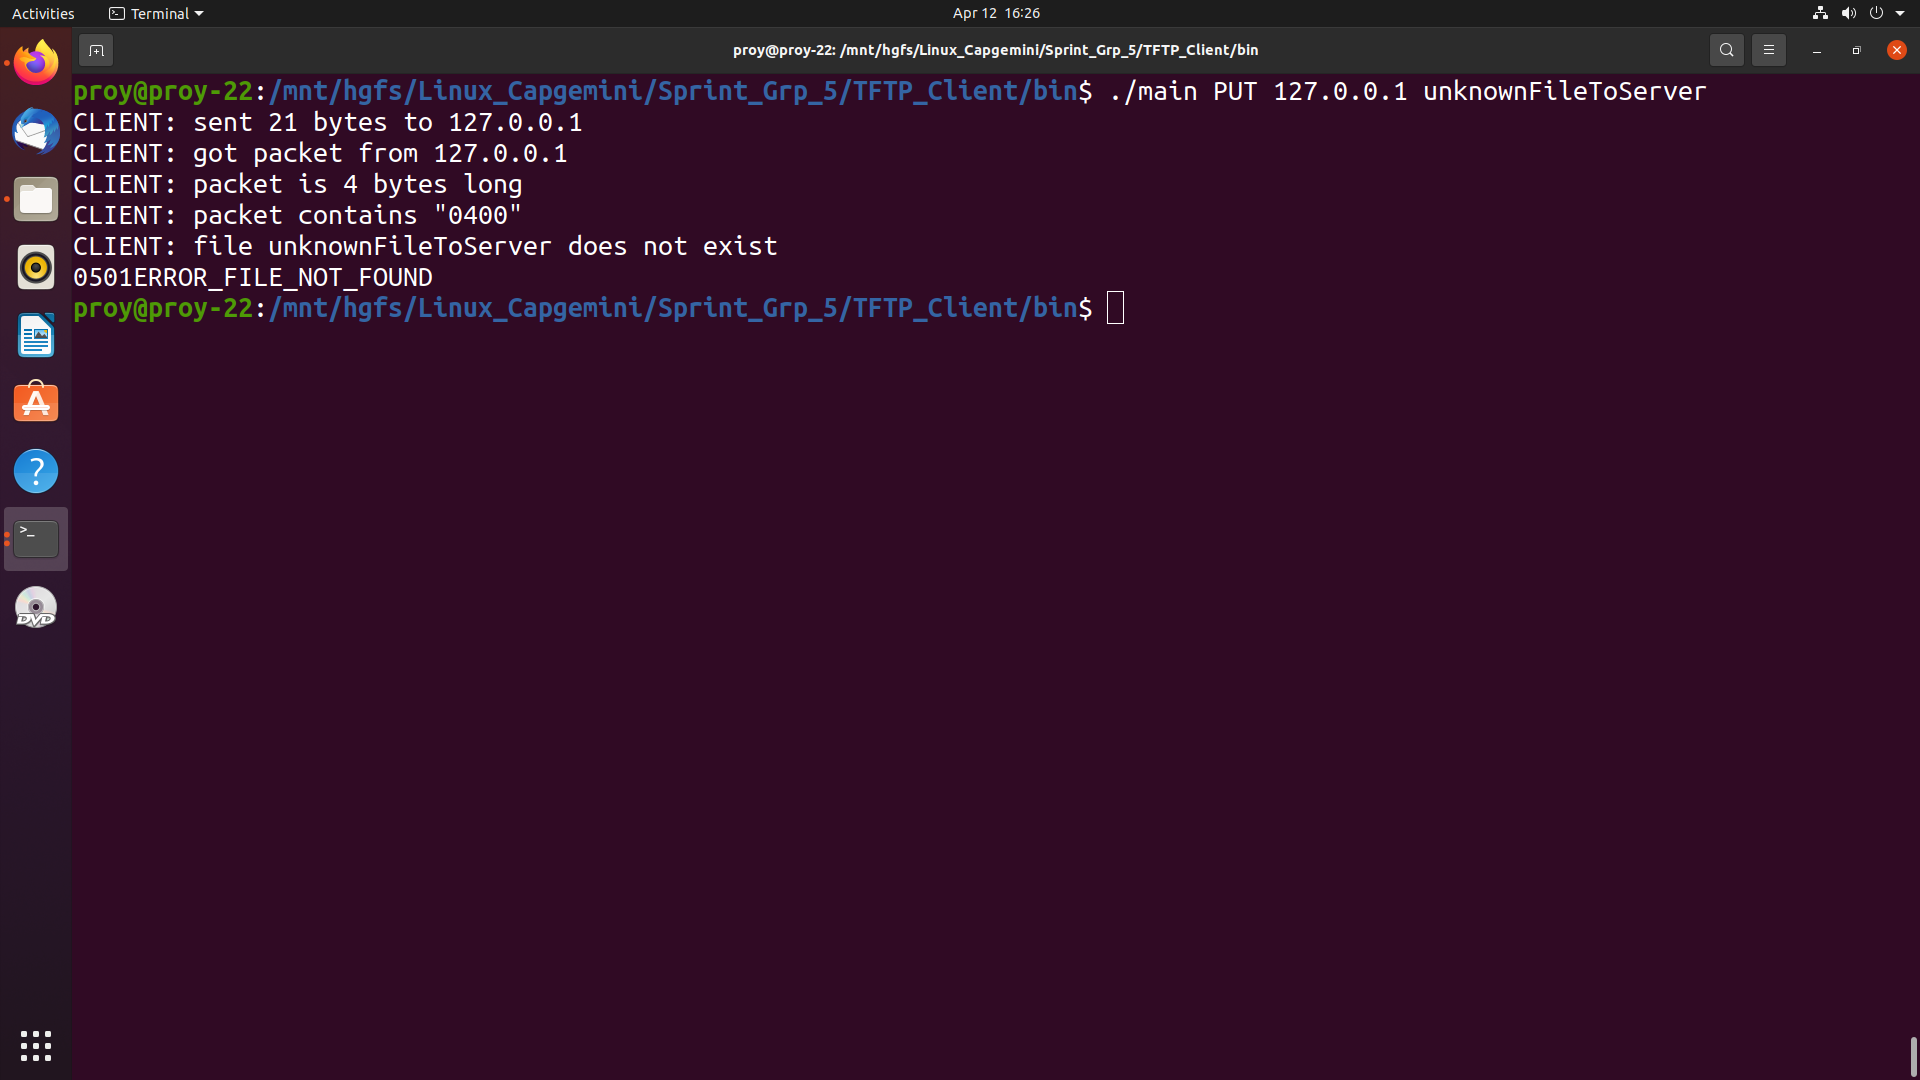 Activities Terminal Apr 12 16:26
proy@proy-22: /mnt/hgfs/Linux_Capgemini/Sprint_Grp_5/TFTP_Client/bin
proy@proy-22:/mnt/hgfs/Linux_Capgemini/Sprint_Grp_5/TFTP_Client/bin$ ./main PUT 127.0.0.1 unknownFileToServer
CLIENT: sent 21 bytes to 127.0.0.1
CLIENT: got packet from 127.0.0.1
CLIENT: packet is 4 bytes long
CLIENT: packet contains "0400"
CLIENT: file unknownFileToServer does not exist
0501ERROR_FILE_NOT_FOUND
proy@proy-22:/mnt/hgfs/Linux_Capgemini/Sprint_Grp_5/TFTP_Client/bin$
?
>_
DVD